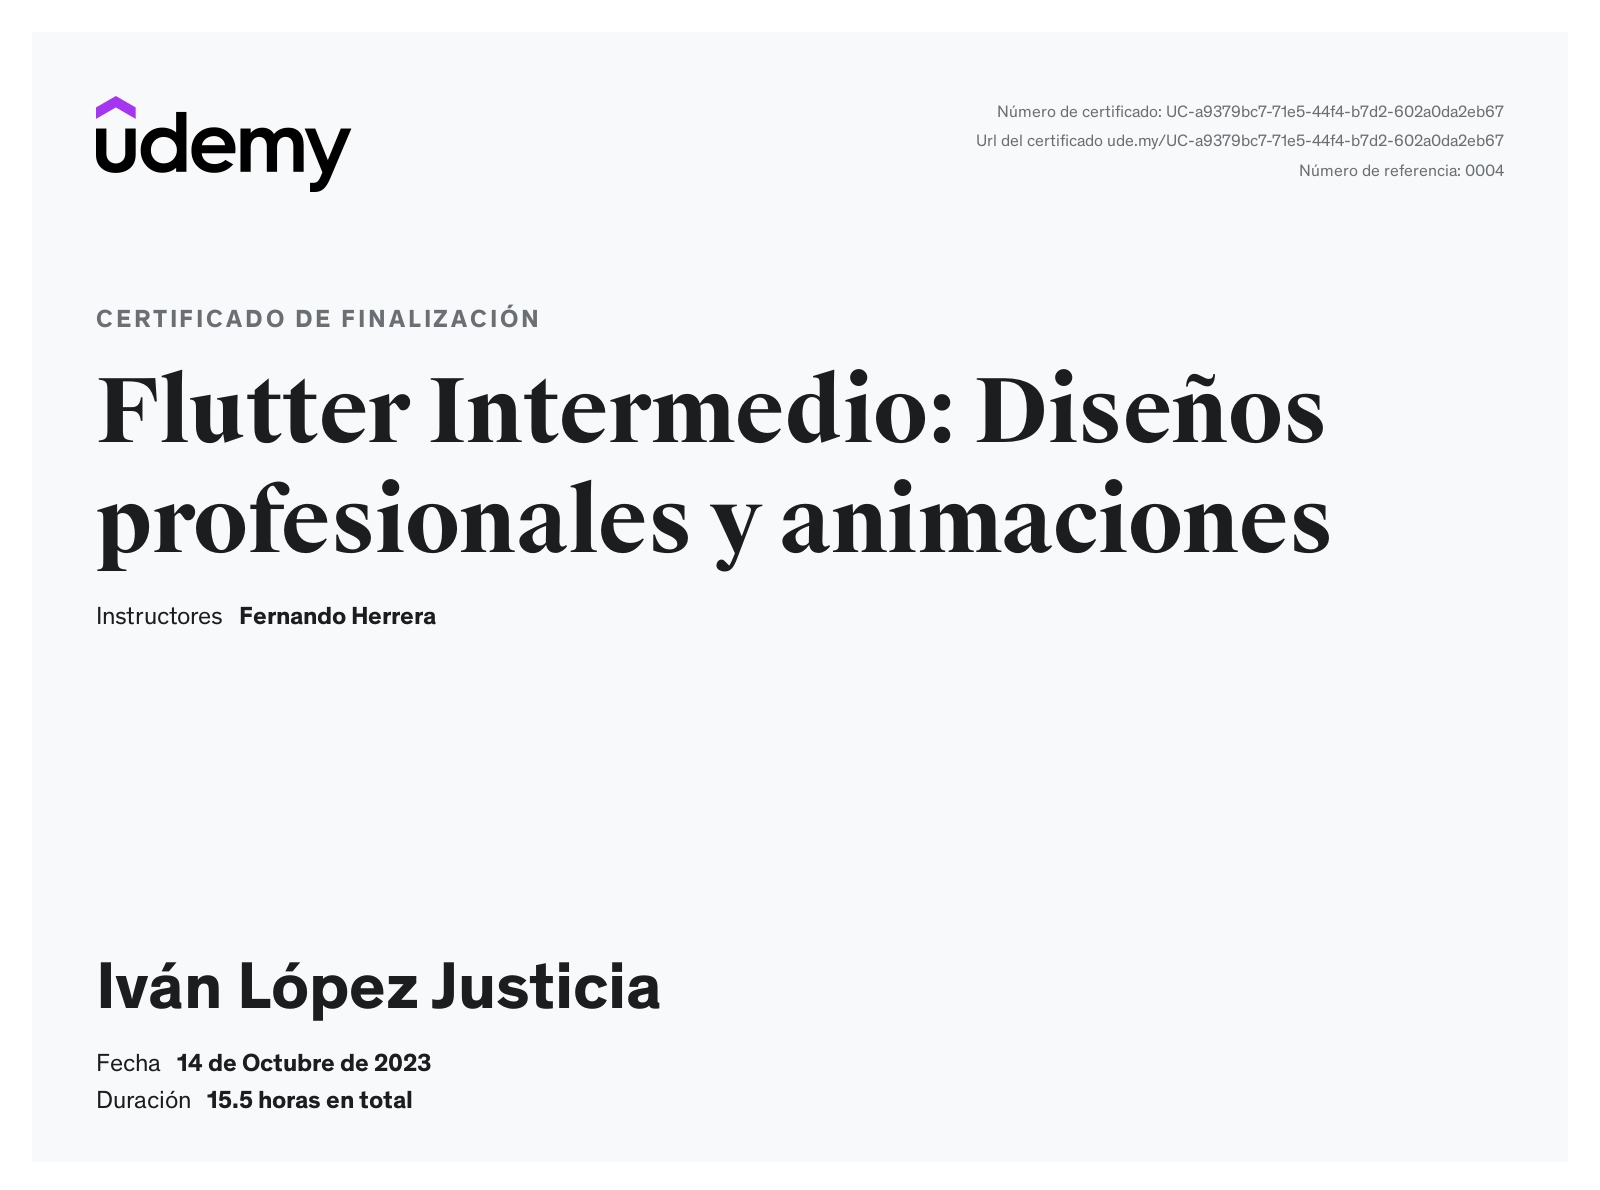 udemy
Número de certificado: UC-a9379bc7-71e5-44f4-b7d2-602a0da2eb67
Url del certificado ude.my/UC-a9379bc7-71e5-44f4-b7d2-602a0da2eb67
Número de referencia: 0004
CERTIFICADO DE FINALIZACIÓN
Flutter Intermedio: Diseños
profesionales y animaciones
Instructores Fernando Herrera
Iván López Justicia
Fecha 14 de Octubre de 2023
Duración 15.5 horas en total